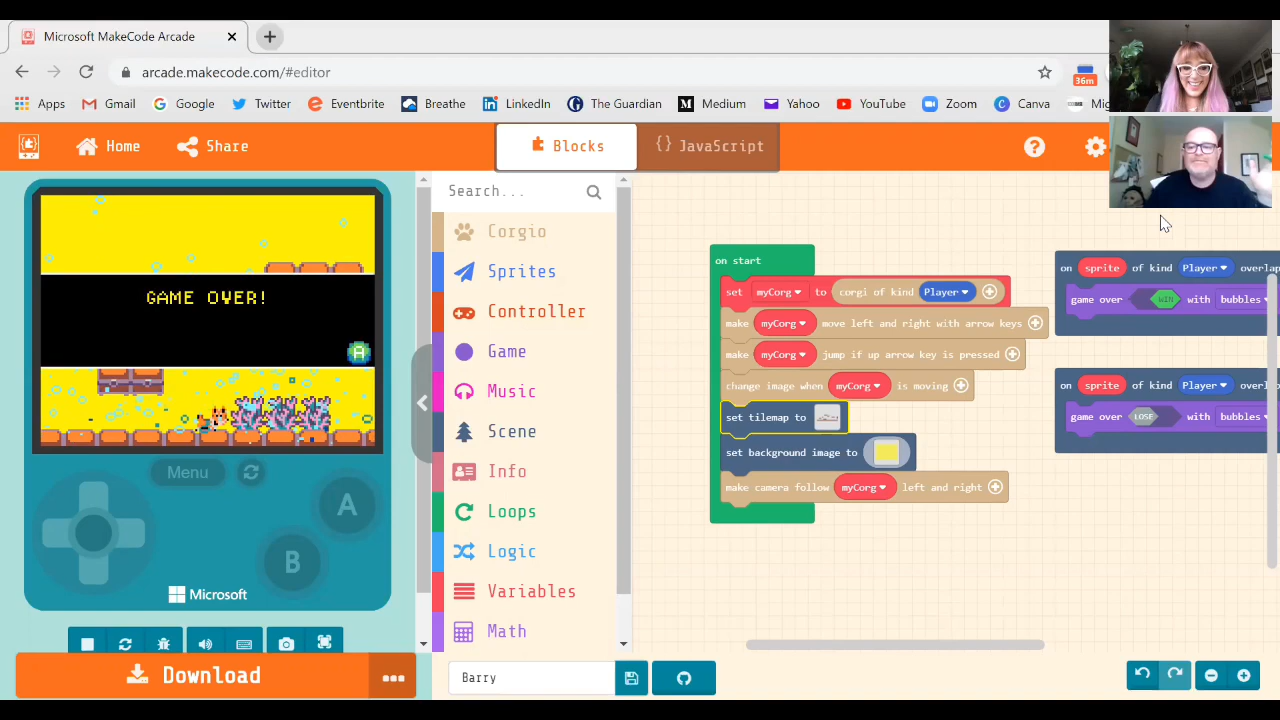 Microsoft MakeCode Arcade
arcade.makecode.com/#editor
36m
Apps
Gmail
Google
Twitter
Eventbri
Breathe
LinkedIn
The Guardian
Medium
Yahoo
YouTube
Zoom
Canva
Mig
Home
Share
Blocks
{} JavaScript
?
GAME OVER!
A
Menu
A
B
Microsoft
Download
...
Search...
Corgio
Sprites
Controller
Game
Music
Scene
Info
Loops
Logic
Variables
Math
Barry
on start
set myCorg to corgi of kind Player
make myCorg move left and right with arrow keys
make myCorg jump if up arrow key is pressed
change image when myCorg is moving
set tilemap to
set background image to
make camera follow myCorg left and right
on sprite of kind Player overlap
game over WIN with bubbles
on sprite of kind Player overlap
game over LOSE with bubbles